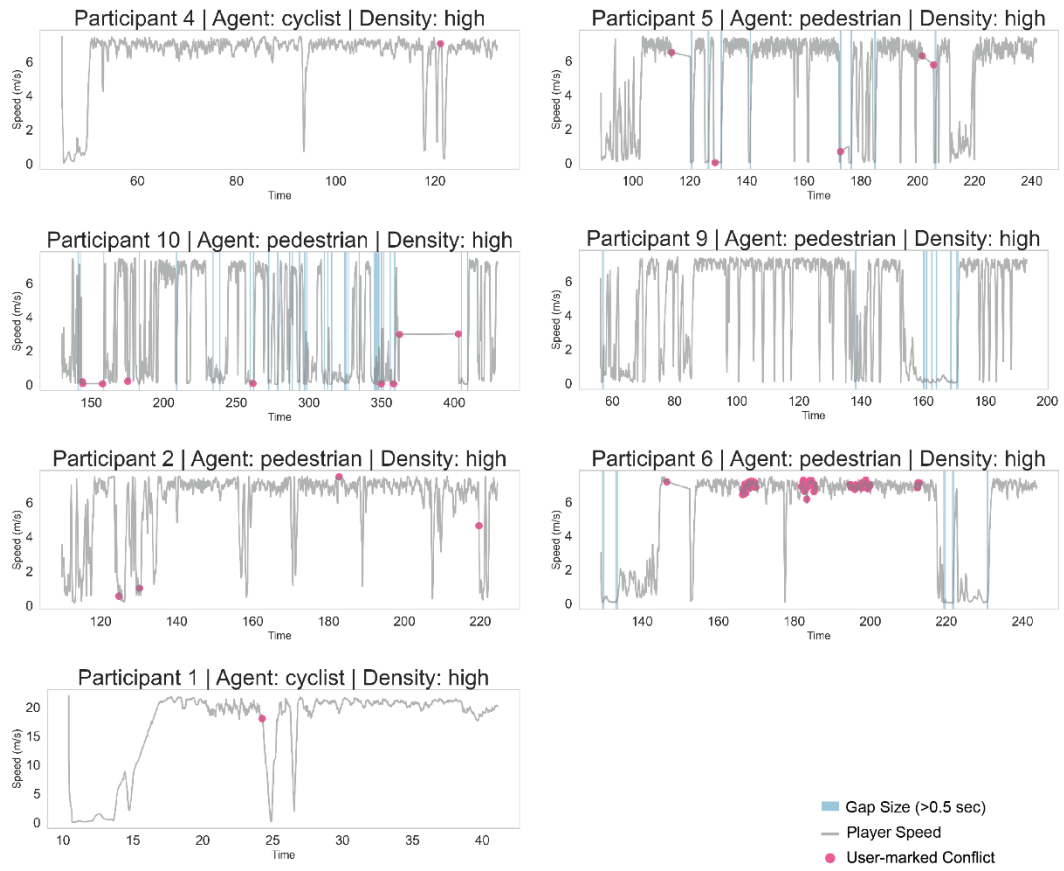 Participant 4 | Agent: cyclist | Density: high
Speed (m/s)
6
4
2
0
60 80 100 120
Time
Participant 5 | Agent: pedestrian | Density: high
Speed (m/s)
6
4
2
0
100 120 140 160 180 200 220 240
Time
Participant 10 | Agent: pedestrian | Density: high
Speed (m/s)
6
4
2
0
150 200 250 300 350 400
Time
Participant 9 | Agent: pedestrian | Density: high
Speed (m/s)
6
4
2
0
60 80 100 120 140 160 180 200
Time
Participant 2 | Agent: pedestrian | Density: high
Speed (m/s)
6
4
2
0
120 140 160 180 200 220
Time
Participant 6 | Agent: pedestrian | Density: high
Speed (m/s)
6
4
2
0
140 160 180 200 220 240
Time
Participant 1 | Agent: cyclist | Density: high
Speed (m/s)
20
15
10
5
0
10 15 20 25 30 35 40
Time
Gap Size (>0.5 sec)
Player Speed
User-marked Conflict